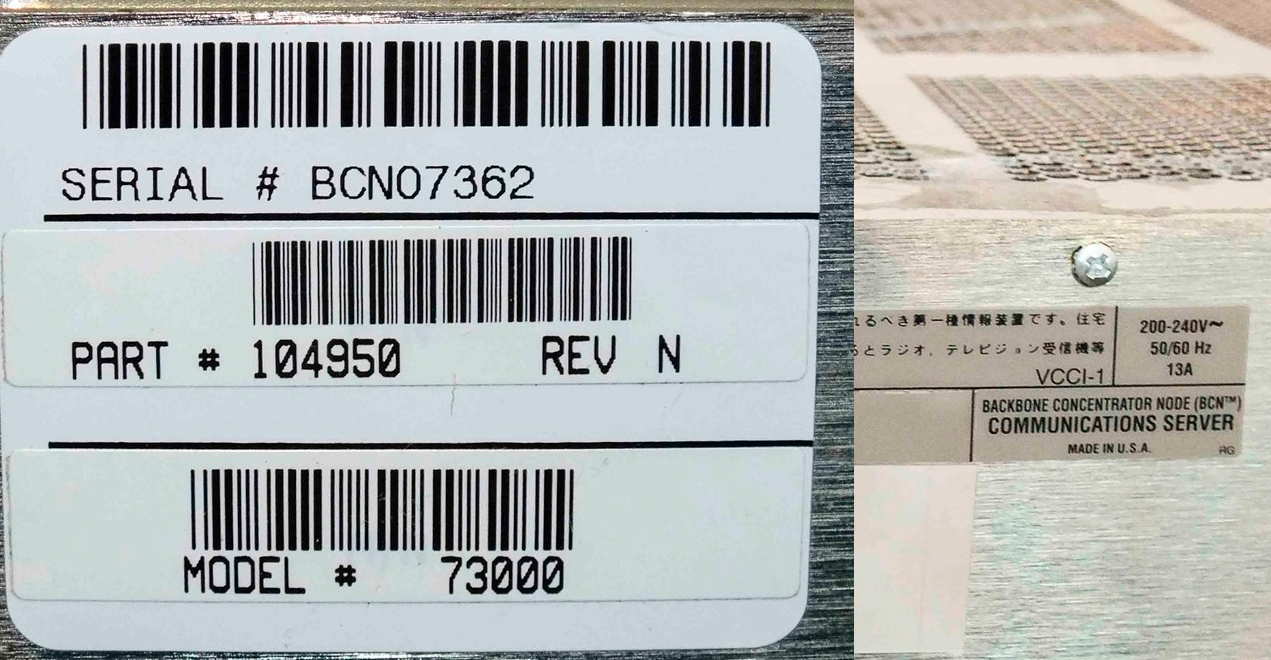 SERIAL # BCN07362
PART # 104950 REV N
MODEL # 73000
るべき第一種情報装置です。住宅
とラジオ，テレビジョン受信機等
VCCI-1
200-240V~
50/60 Hz
13A
BACKBONE CONCENTRATOR NODE (BCN™)
COMMUNICATIONS SERVER
MADE IN U.S.A.
RG